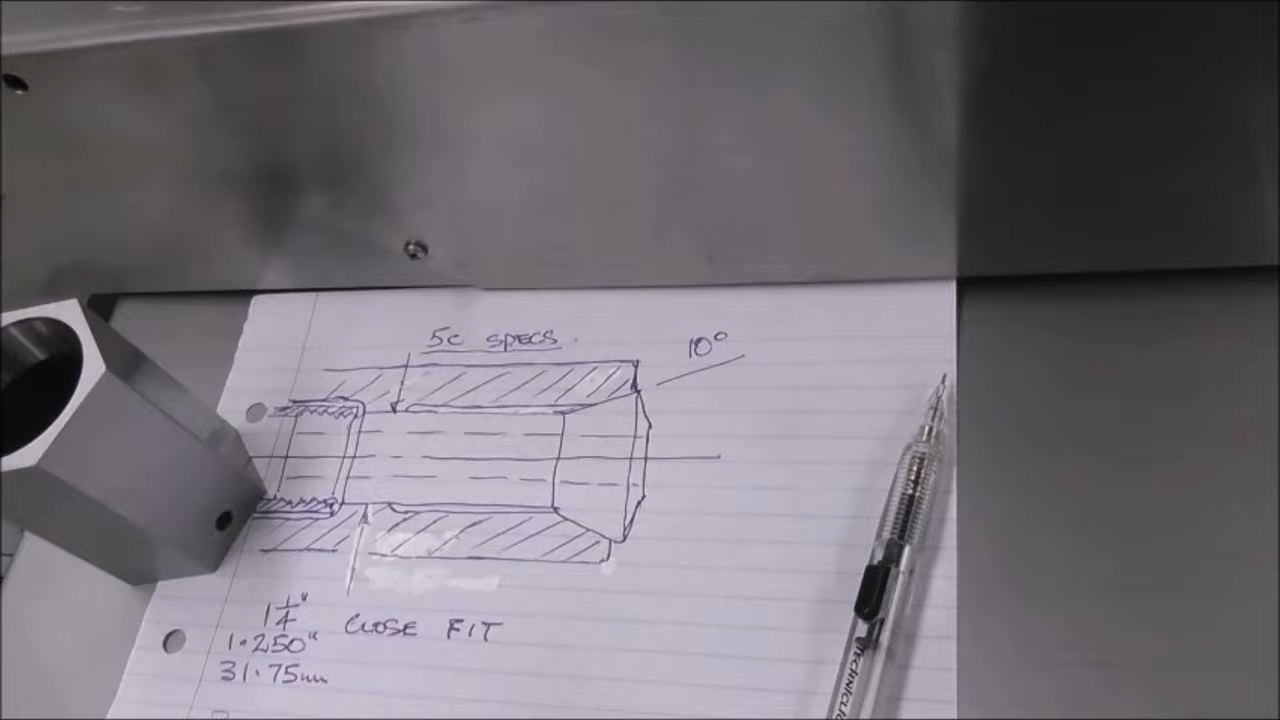 5c SPECS.
10°
1 1/4"
1.250"
CLOSE FIT
31.75mm